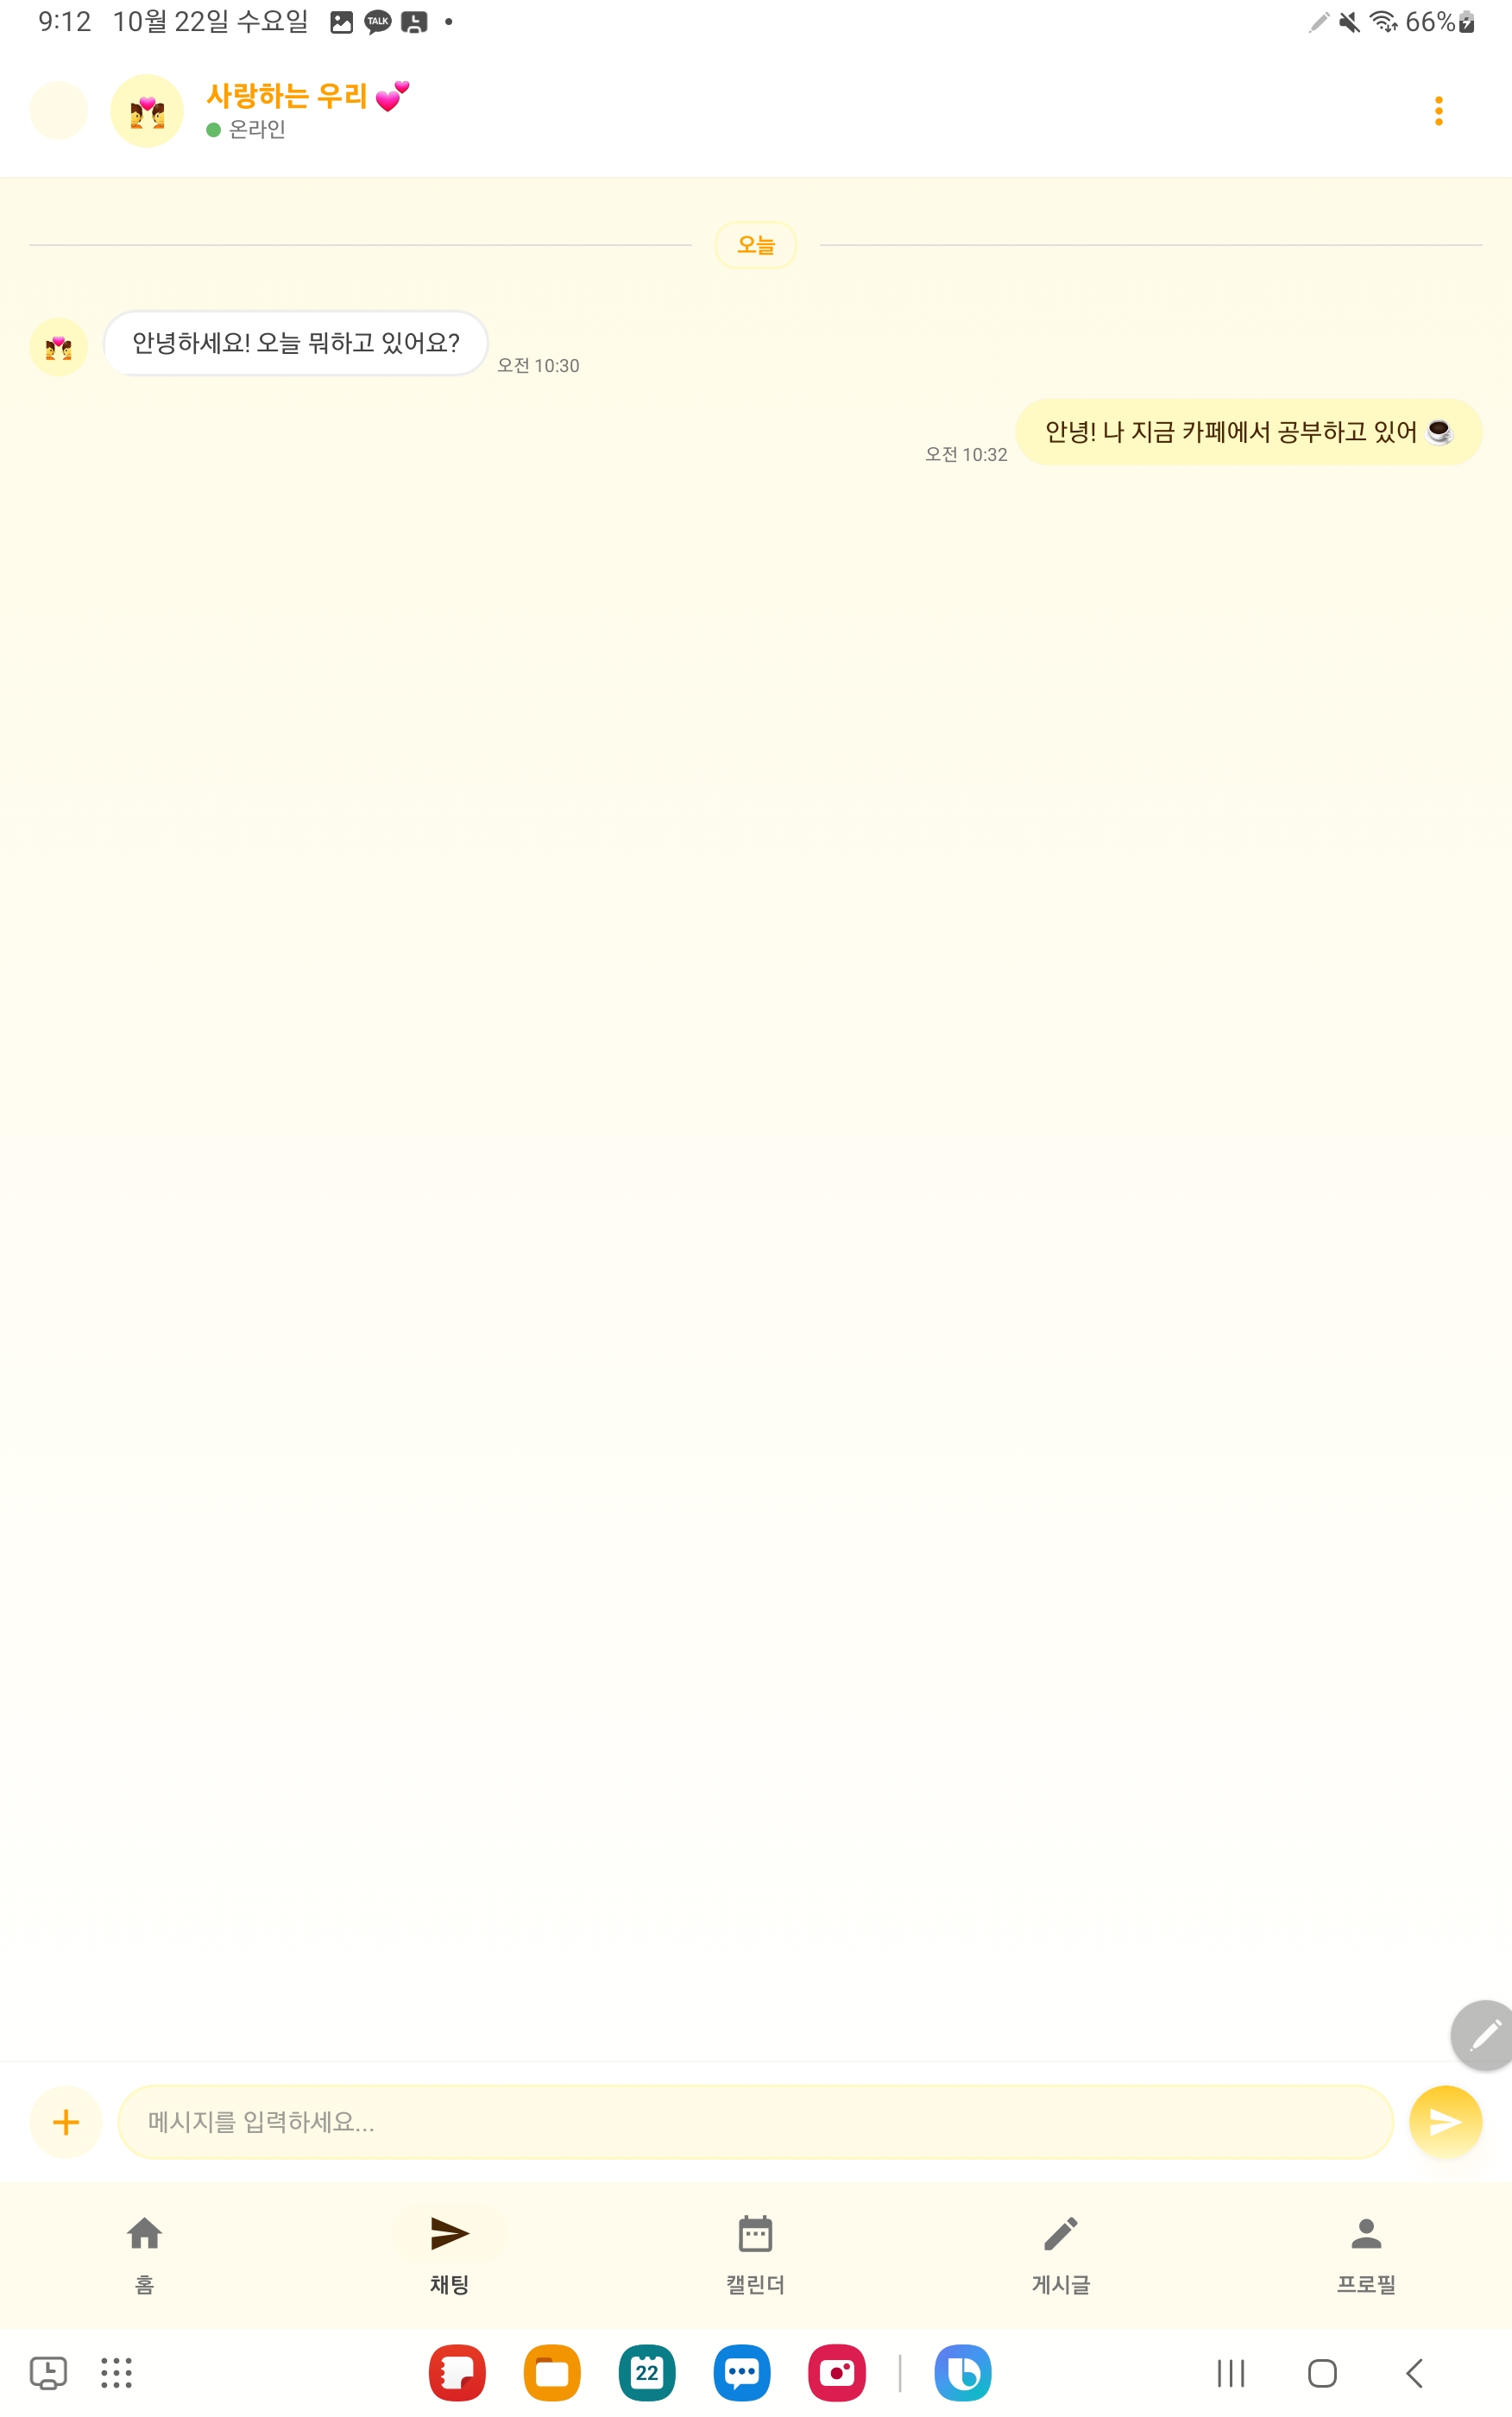 9:12 10월 22일 수요일 TALK 66%
사랑하는 우리 💕
온라인
오늘
안녕하세요! 오늘 뭐하고 있어요?
오전 10:30
안녕! 나 지금 카페에서 공부하고 있어 ☕
오전 10:32
메시지를 입력하세요...
홈 채팅 캘린더 게시글 프로필
22